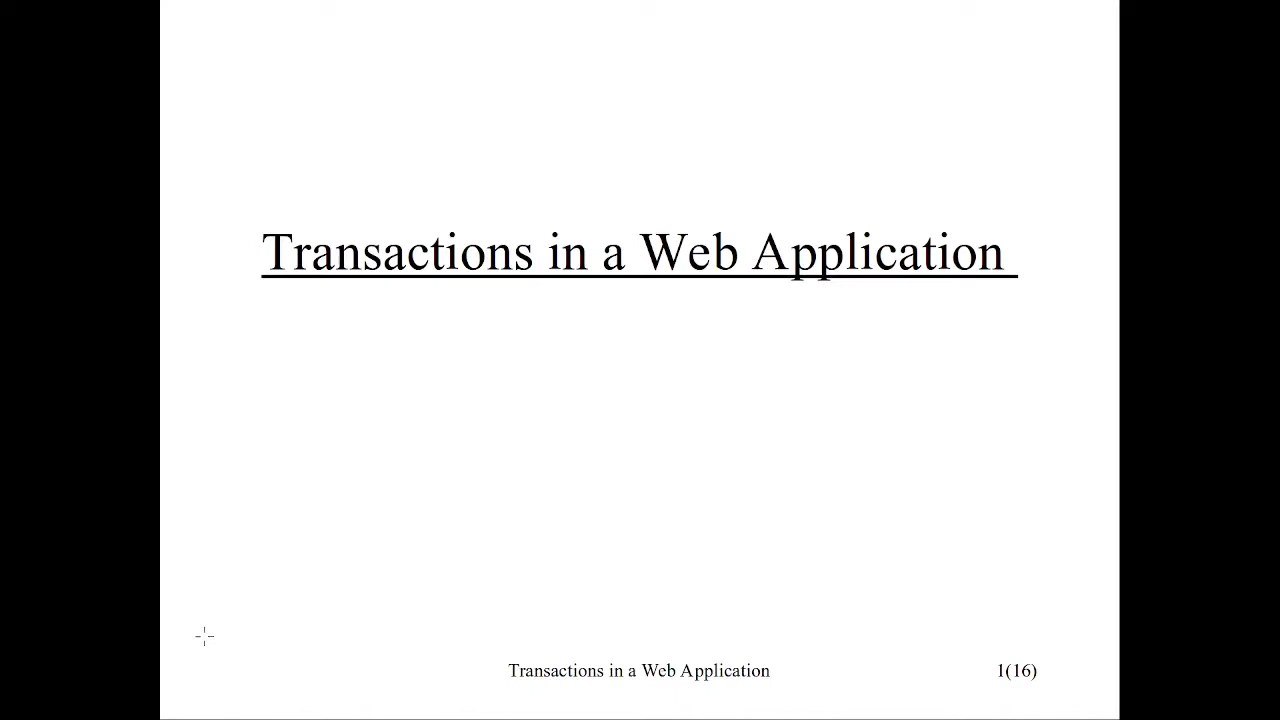 Transactions in a Web Application
Transactions in a Web Application 1(16)